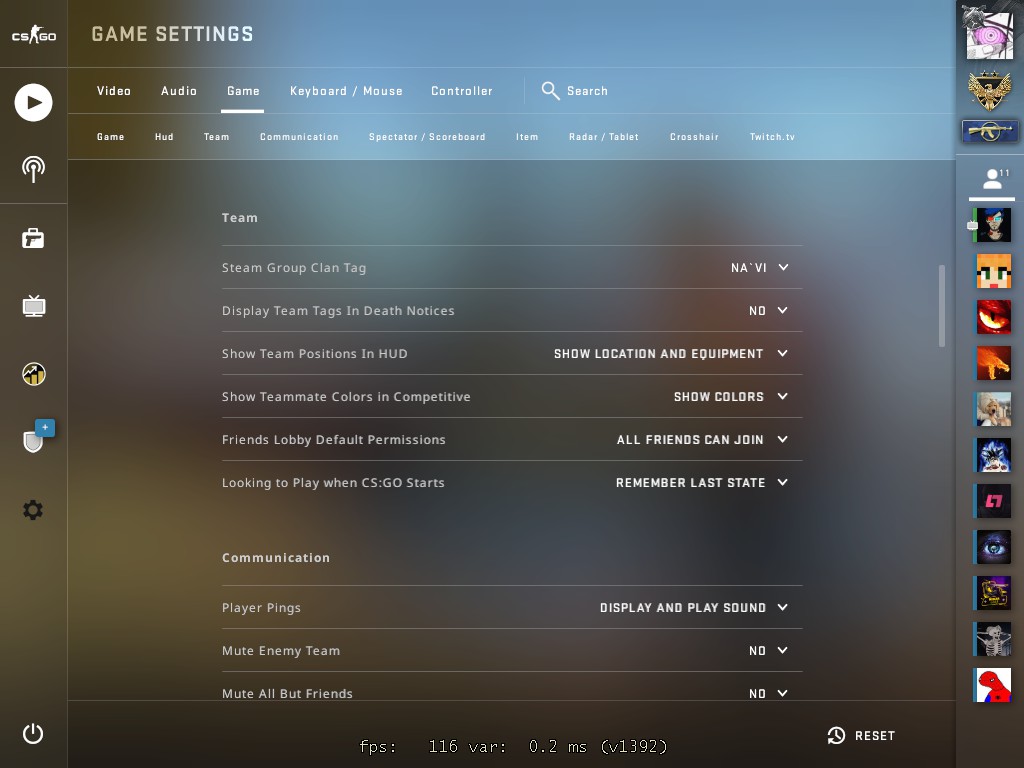 CS GO
GAME SETTINGS
Video Audio Game Keyboard / Mouse Controller Search
Game Hud Team Communication Spectator / Scoreboard Item Radar / Tablet Crosshair Twitch.tv
11
Team
Steam Group Clan Tag NA`VI
Display Team Tags In Death Notices NO
Show Team Positions In HUD SHOW LOCATION AND EQUIPMENT
Show Teammate Colors in Competitive SHOW COLORS
Friends Lobby Default Permissions ALL FRIENDS CAN JOIN
+
Looking to Play when CS:GO Starts REMEMBER LAST STATE
Communication
Player Pings DISPLAY AND PLAY SOUND
Mute Enemy Team NO
Mute All But Friends NO
RESET
fps: 116 var: 0.2 ms (v1392)